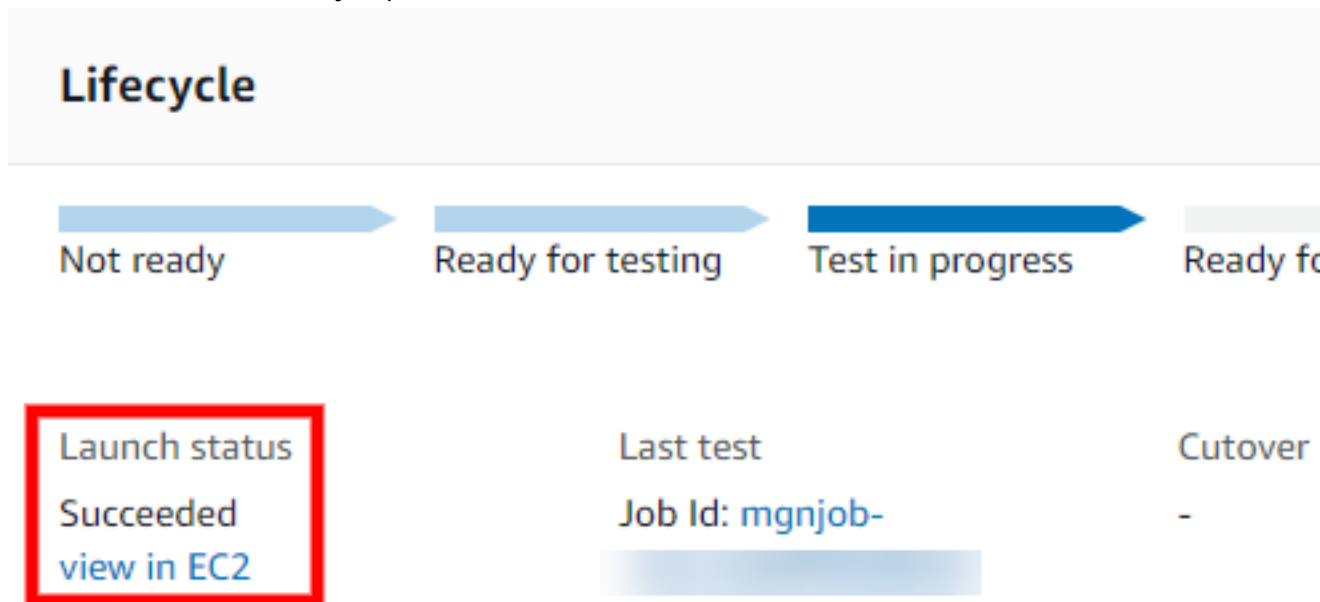 Lifecycle
Not ready
Ready for testing
Test in progress
Ready
Launch status
Last test
Cutover
Succeeded
Job Id: mgnjob-
-
view in EC2